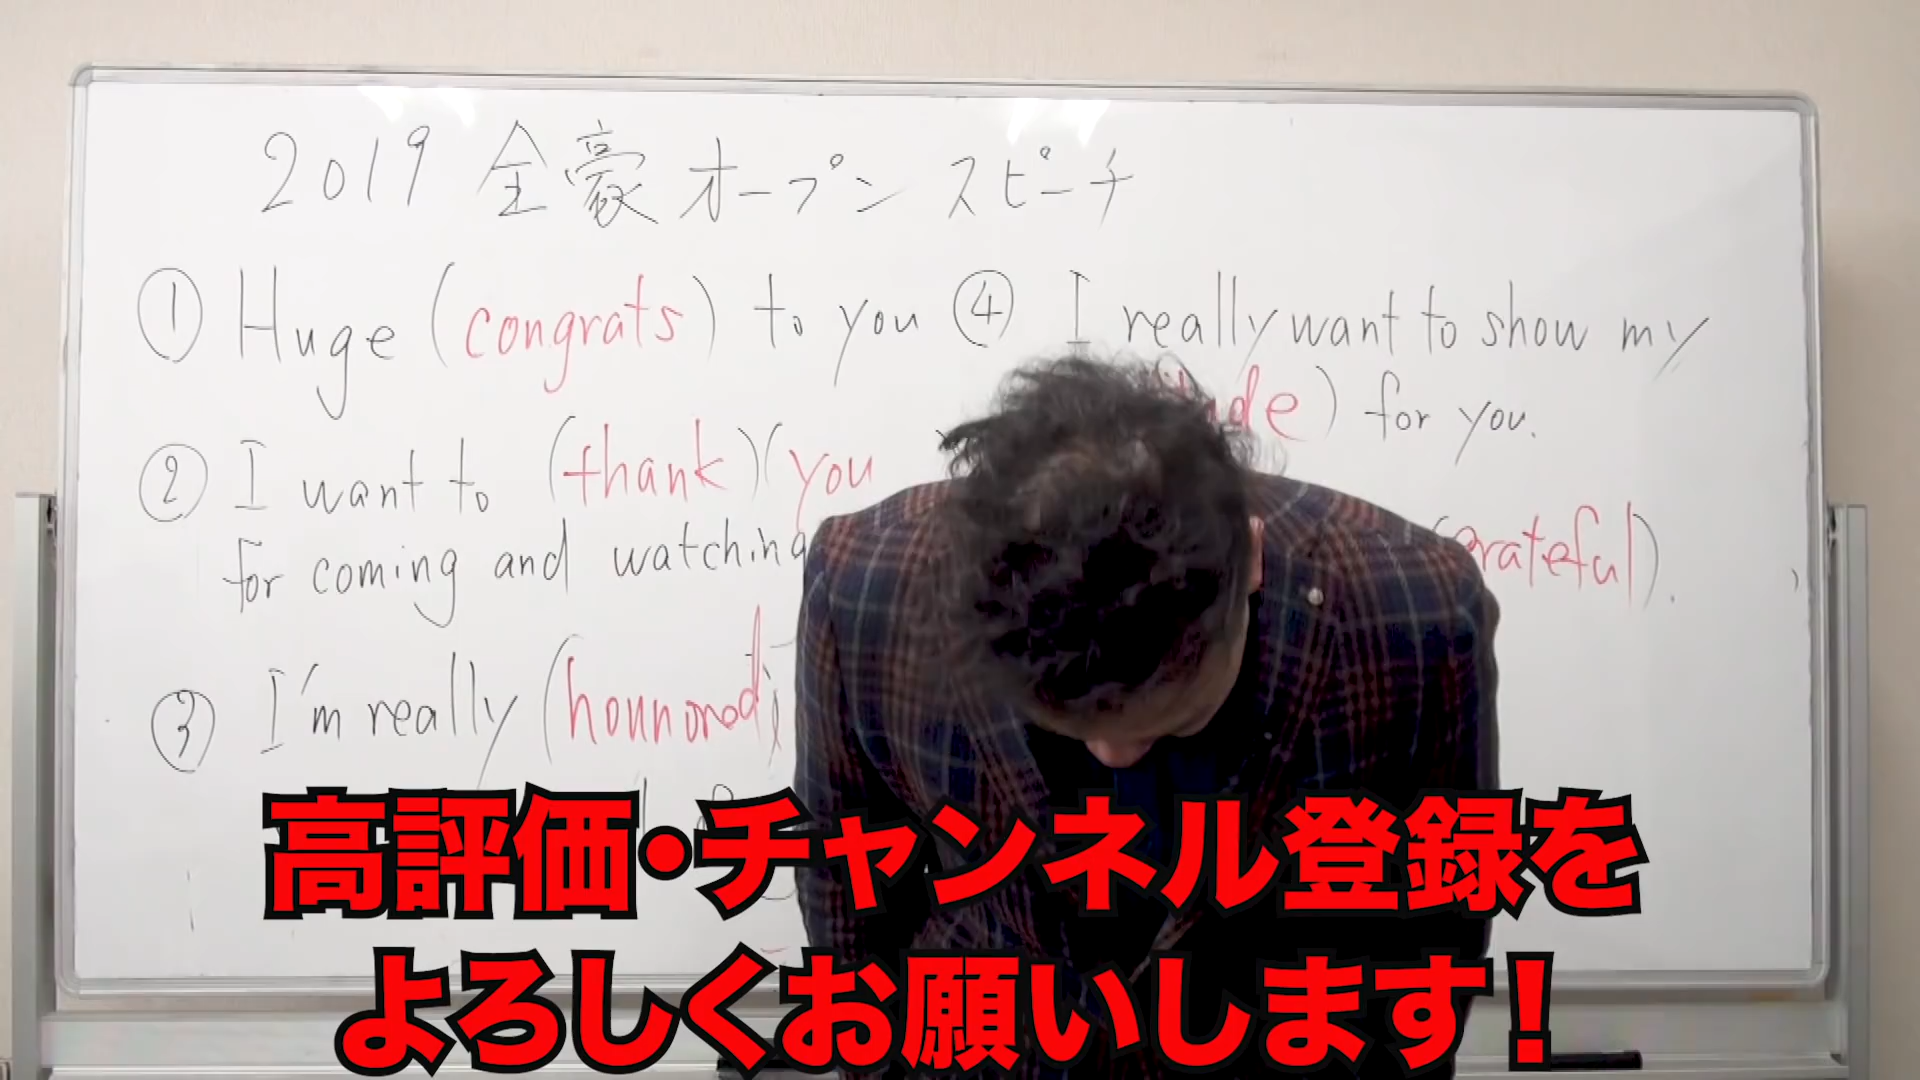 2019 全豪オープン スピーチ
① Huge (congrats) to you
② I want to (thank)(you
for coming and watching
③ I'm really (hounored)
④ I really want to show my
tude) for you.
(grateful).
高評価・チャンネル登録を
よろしくお願いします!